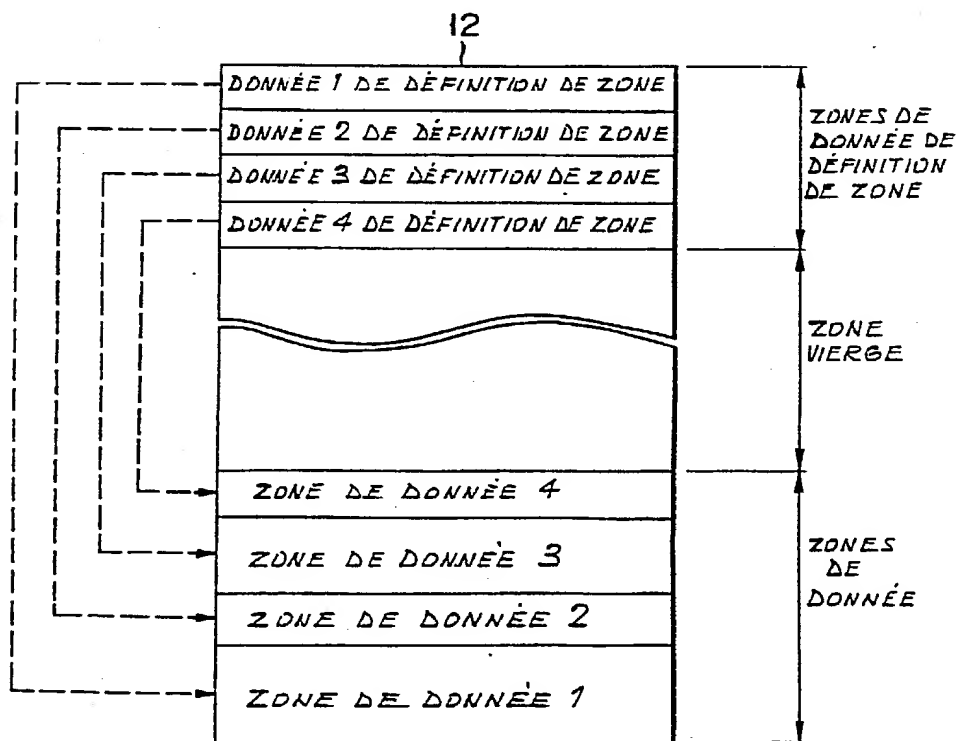 12
DONNÉE 1 DE DÉFINITION DE ZONE
DONNÉE 2 DE DÉFINITION DE ZONE
DONNÉE 3 DE DÉFINITION DE ZONE
DONNÉE 4 DE DÉFINITION DE ZONE
ZONES DE
DONNÉE DE
DÉFINITION
DE ZONE
ZONE
VIERGE
ZONE DE DONNÉE 4
ZONE DE DONNÉE 3
ZONE DE DONNÉE 2
ZONE DE DONNÉE 1
ZONES
DE
DONNÉE